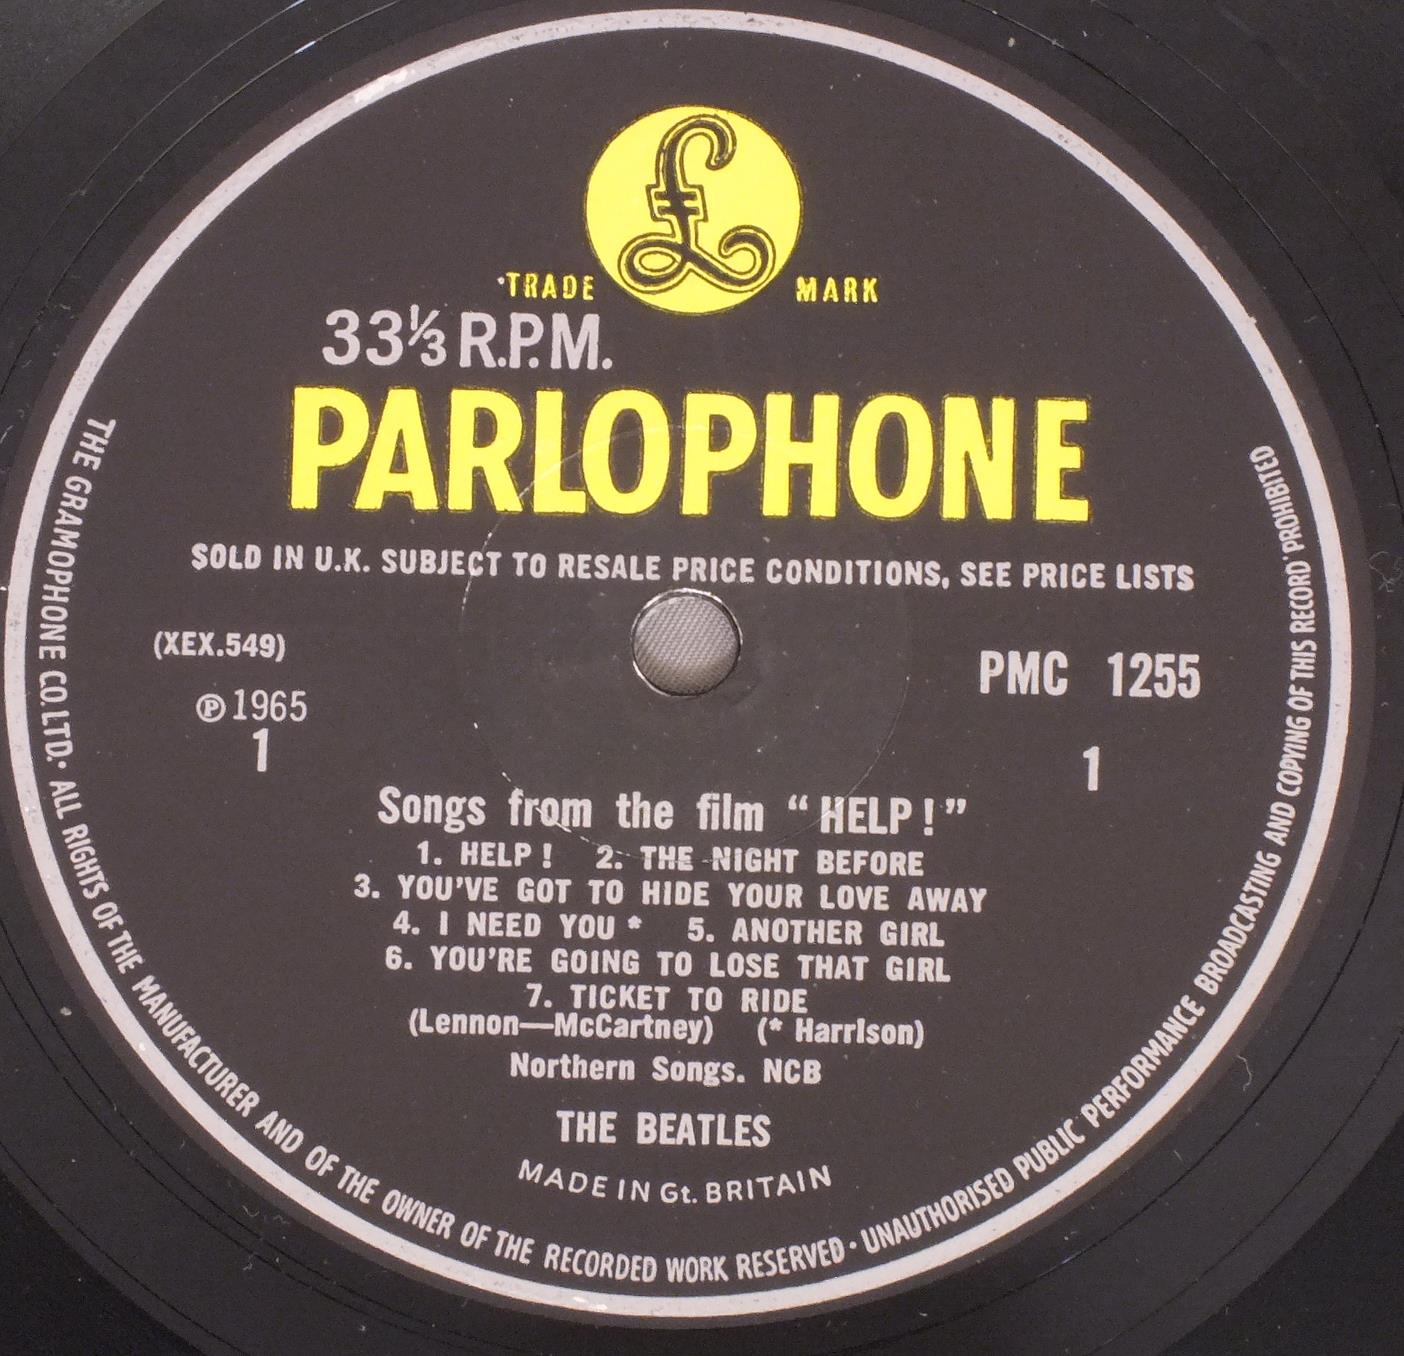 £
TRADE MARK
33⅓ R.P.M.
PARLOPHONE
SOLD IN U.K. SUBJECT TO RESALE PRICE CONDITIONS, SEE PRICE LISTS
(XEX.549)
PMC 1255
℗ 1965
1
1
Songs from the film “HELP!”
1. HELP! 2. THE NIGHT BEFORE
3. YOU'VE GOT TO HIDE YOUR LOVE AWAY
4. I NEED YOU * 5. ANOTHER GIRL
6. YOU'RE GOING TO LOSE THAT GIRL
7. TICKET TO RIDE
(Lennon—McCartney) (* Harrison)
Northern Songs. NCB
THE BEATLES
MADE IN Gt. BRITAIN
THE GRAMOPHONE CO. LTD. · ALL RIGHTS OF THE MANUFACTURER AND OF THE OWNER OF THE RECORDED WORK RESERVED · UNAUTHORISED PUBLIC PERFORMANCE BROADCASTING AND COPYING OF THIS RECORD PROHIBITED